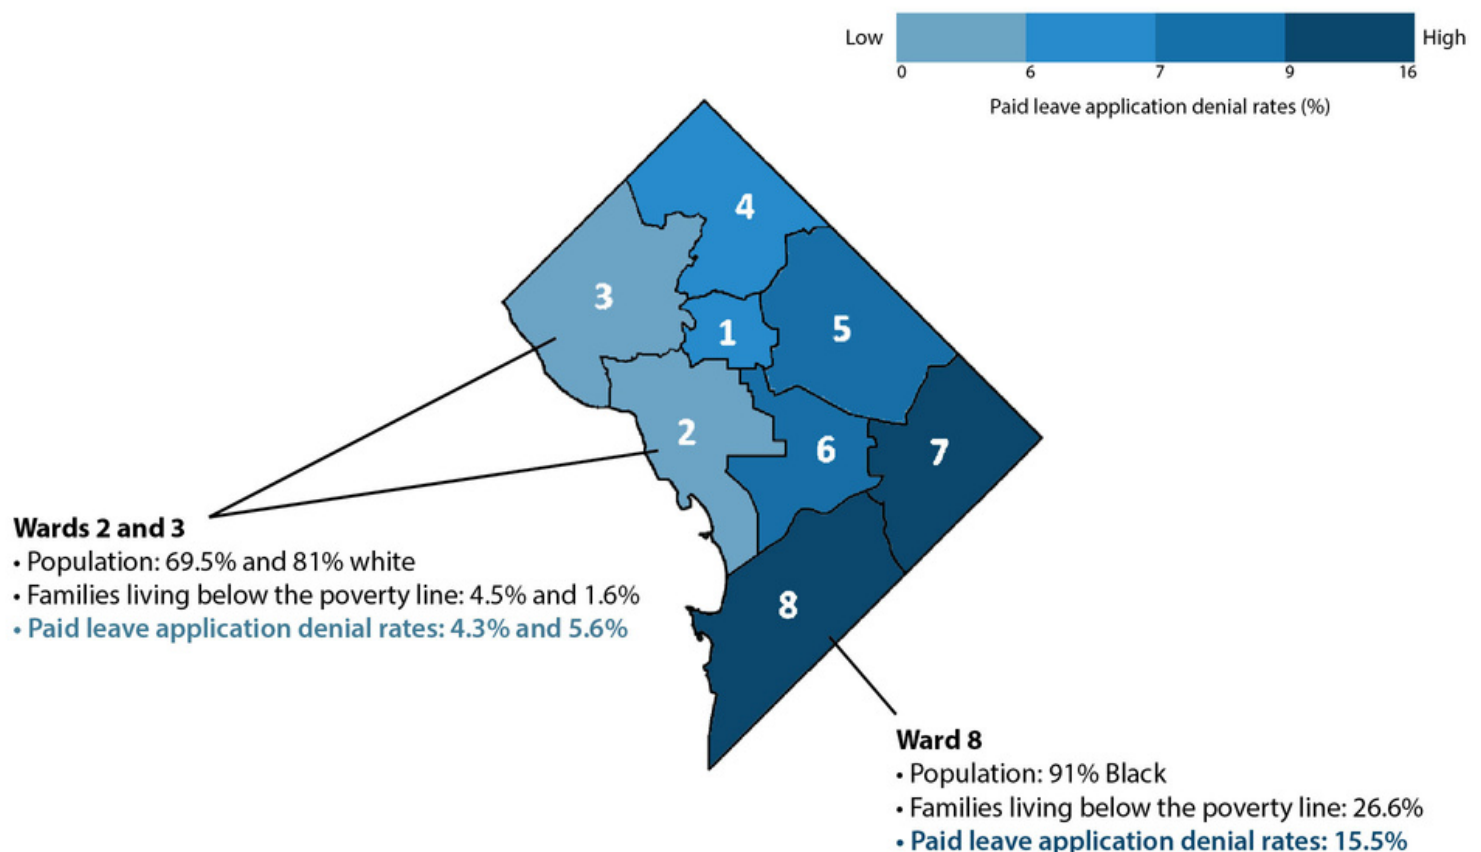 Low High
0 6 7 9 16
Paid leave application denial rates (%)
4
3
1
5
2
6
7
8
Wards 2 and 3
• Population: 69.5% and 81% white
• Families living below the poverty line: 4.5% and 1.6%
• Paid leave application denial rates: 4.3% and 5.6%
Ward 8
• Population: 91% Black
• Families living below the poverty line: 26.6%
• Paid leave application denial rates: 15.5%